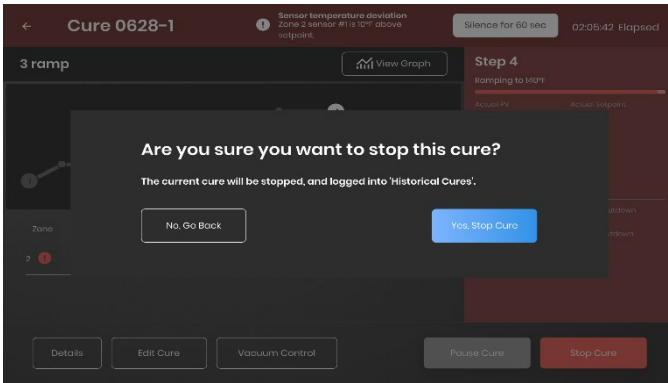 Cure 0628-1
Sensor temperature deviation
Zone 2 sensor #1 is 10°F above
setpoint.
Silence for 60 sec
02:05:42 Elapsed
3 ramp
View Graph
Step 4
Ramping to 140°F
Actual PV
Actual Setpoint
Are you sure you want to stop this cure?
The current cure will be stopped, and logged into 'Historical Cures'.
No, Go Back
Yes, Stop Cure
Zone
2
Details
Edit Cure
Vacuum Control
Pause Cure
Stop Cure